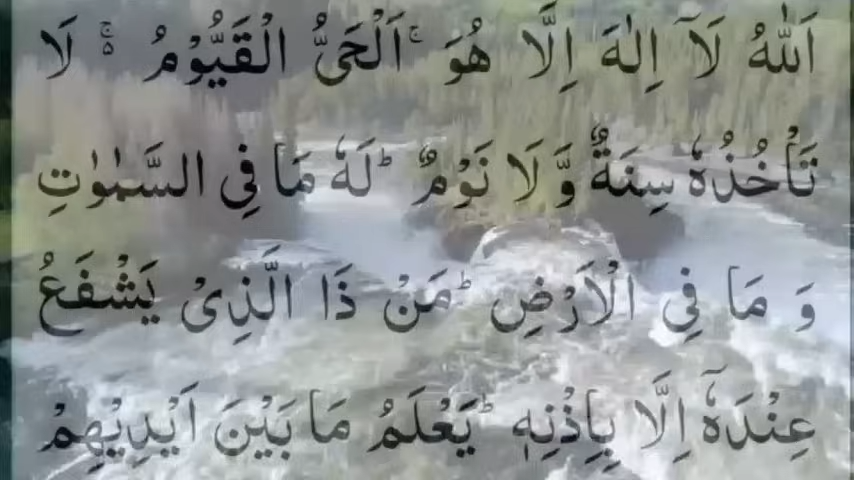 اَللّٰهُ لَاۤ اِلٰهَ اِلَّا هُوَ ۚ اَلْحَیُّ الْقَیُّوْمُ ۬ۚ لَا
تَاْخُذُهٗ سِنَةٌ وَّ لَا نَوْمٌ ؕ لَهٗ مَا فِی السَّمٰوٰتِ
وَ مَا فِی الْاَرْضِ ؕ مَنْ ذَا الَّذِیْ یَشْفَعُ
عِنْدَهٗۤ اِلَّا بِاِذْنِهٖ ؕ یَعْلَمُ مَا بَیْنَ اَیْدِیْهِمْ